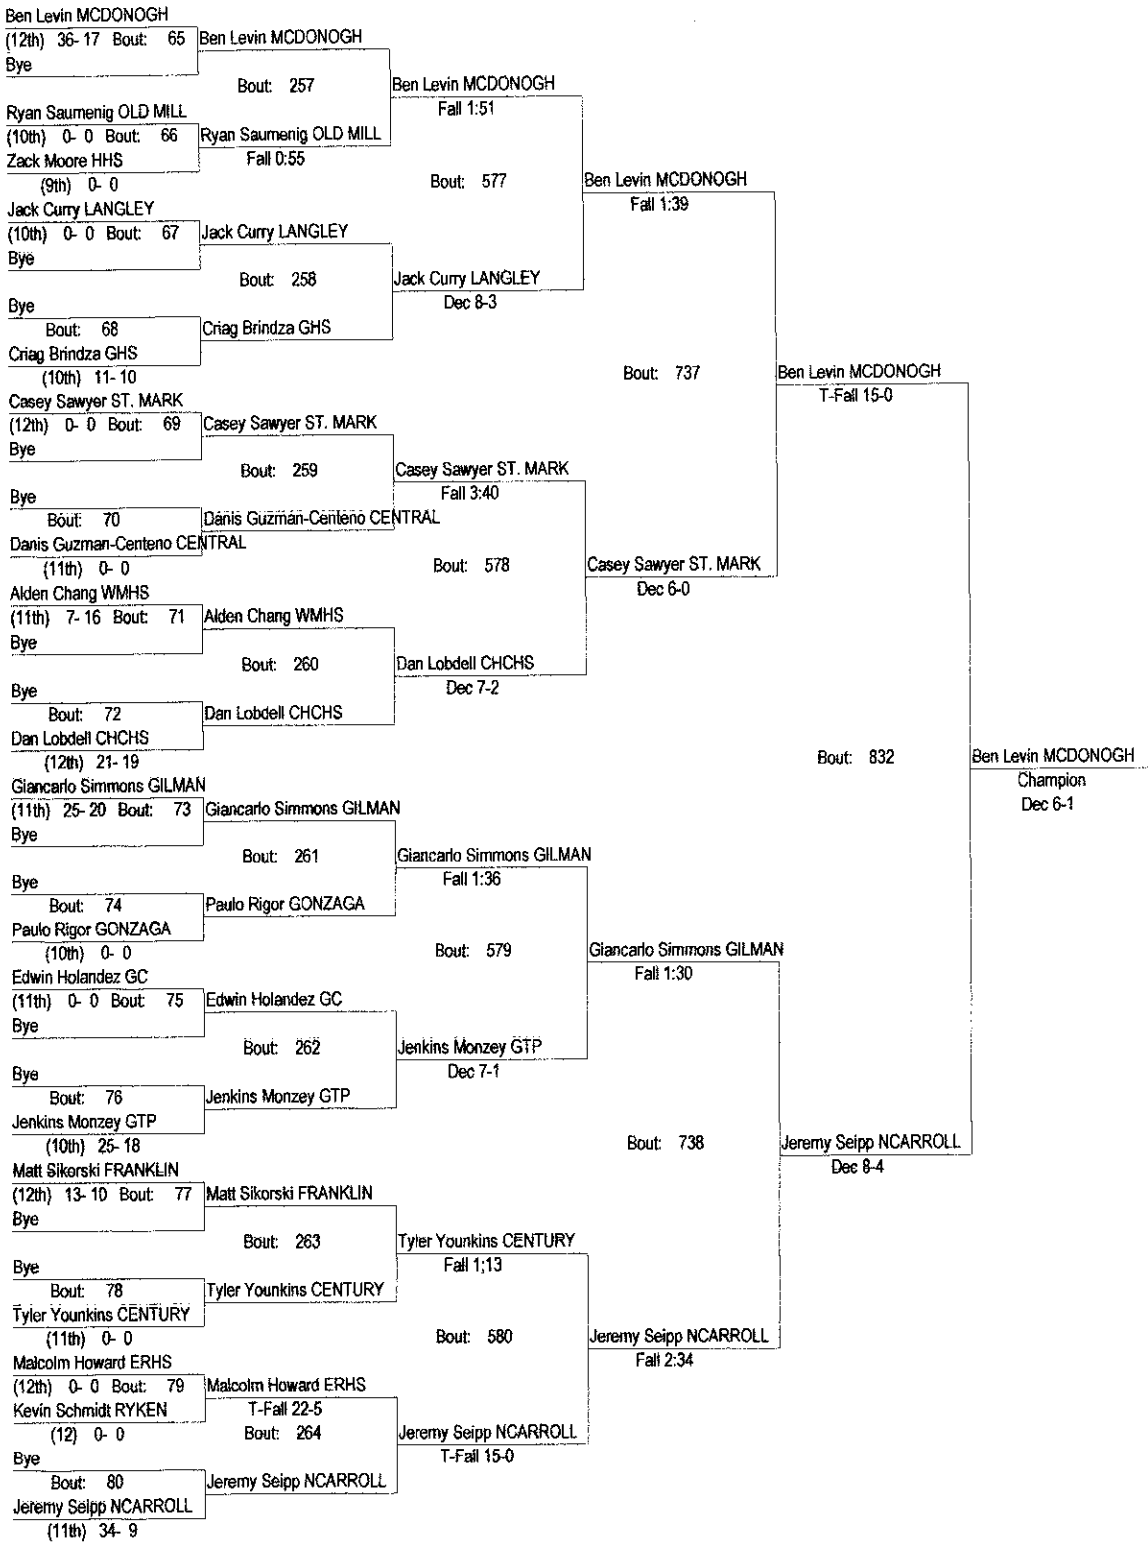 Ben Levin MCDONOGH
(12th) 36- 17 Bout: 65 Ben Levin MCDONOGH
Bye
Bout: 257 Ben Levin MCDONOGH
Fall 1:51
Ryan Saumenig OLD MILL
(10th) 0- 0 Bout: 66 Ryan Saumenig OLD MILL
Zack Moore HHS Fall 0:55
(9th) 0- 0 Bout: 577 Ben Levin MCDONOGH
Fall 1:39
Jack Curry LANGLEY
(10th) 0- 0 Bout: 67 Jack Curry LANGLEY
Bye
Bout: 258 Jack Curry LANGLEY
Dec 8-3
Bye
Bout: 68 Criag Brindza GHS
Criag Brindza GHS
(10th) 11- 10 Bout: 737 Ben Levin MCDONOGH
T-Fall 15-0
Casey Sawyer ST. MARK
(12th) 0- 0 Bout: 69 Casey Sawyer ST. MARK
Bye
Bout: 259 Casey Sawyer ST. MARK
Fall 3:40
Bye
Bout: 70 Danis Guzman-Centeno CENTRAL
Danis Guzman-Centeno CENTRAL
(11th) 0- 0 Bout: 578 Casey Sawyer ST. MARK
Dec 6-0
Alden Chang WMHS
(11th) 7- 16 Bout: 71 Alden Chang WMHS
Bye
Bout: 260 Dan Lobdell CHCHS
Dec 7-2
Bye
Bout: 72 Dan Lobdell CHCHS
Dan Lobdell CHCHS
(12th) 21- 19 Bout: 832 Ben Levin MCDONOGH
Champion
Dec 6-1
Giancarlo Simmons GILMAN
(11th) 25- 20 Bout: 73 Giancarlo Simmons GILMAN
Bye
Bout: 261 Giancarlo Simmons GILMAN
Fall 1:36
Bye
Bout: 74 Paulo Rigor GONZAGA
Paulo Rigor GONZAGA
(10th) 0- 0 Bout: 579 Giancarlo Simmons GILMAN
Fall 1:30
Edwin Holandez GC
(11th) 0- 0 Bout: 75 Edwin Holandez GC
Bye
Bout: 262 Jenkins Monzey GTP
Dec 7-1
Bye
Bout: 76 Jenkins Monzey GTP
Jenkins Monzey GTP
(10th) 25- 18 Bout: 738 Jeremy Seipp NCARROLL
Dec 8-4
Matt Sikorski FRANKLIN
(12th) 13- 10 Bout: 77 Matt Sikorski FRANKLIN
Bye
Bout: 263 Tyler Younkins CENTURY
Fall 1;13
Bye
Bout: 78 Tyler Younkins CENTURY
Tyler Younkins CENTURY
(11th) 0- 0 Bout: 580 Jeremy Seipp NCARROLL
Fall 2:34
Malcolm Howard ERHS
(12th) 0- 0 Bout: 79 Malcolm Howard ERHS
Kevin Schmidt RYKEN T-Fall 22-5
(12) 0- 0 Bout: 264 Jeremy Seipp NCARROLL
T-Fall 15-0
Bye
Bout: 80 Jeremy Seipp NCARROLL
Jeremy Seipp NCARROLL
(11th) 34- 9